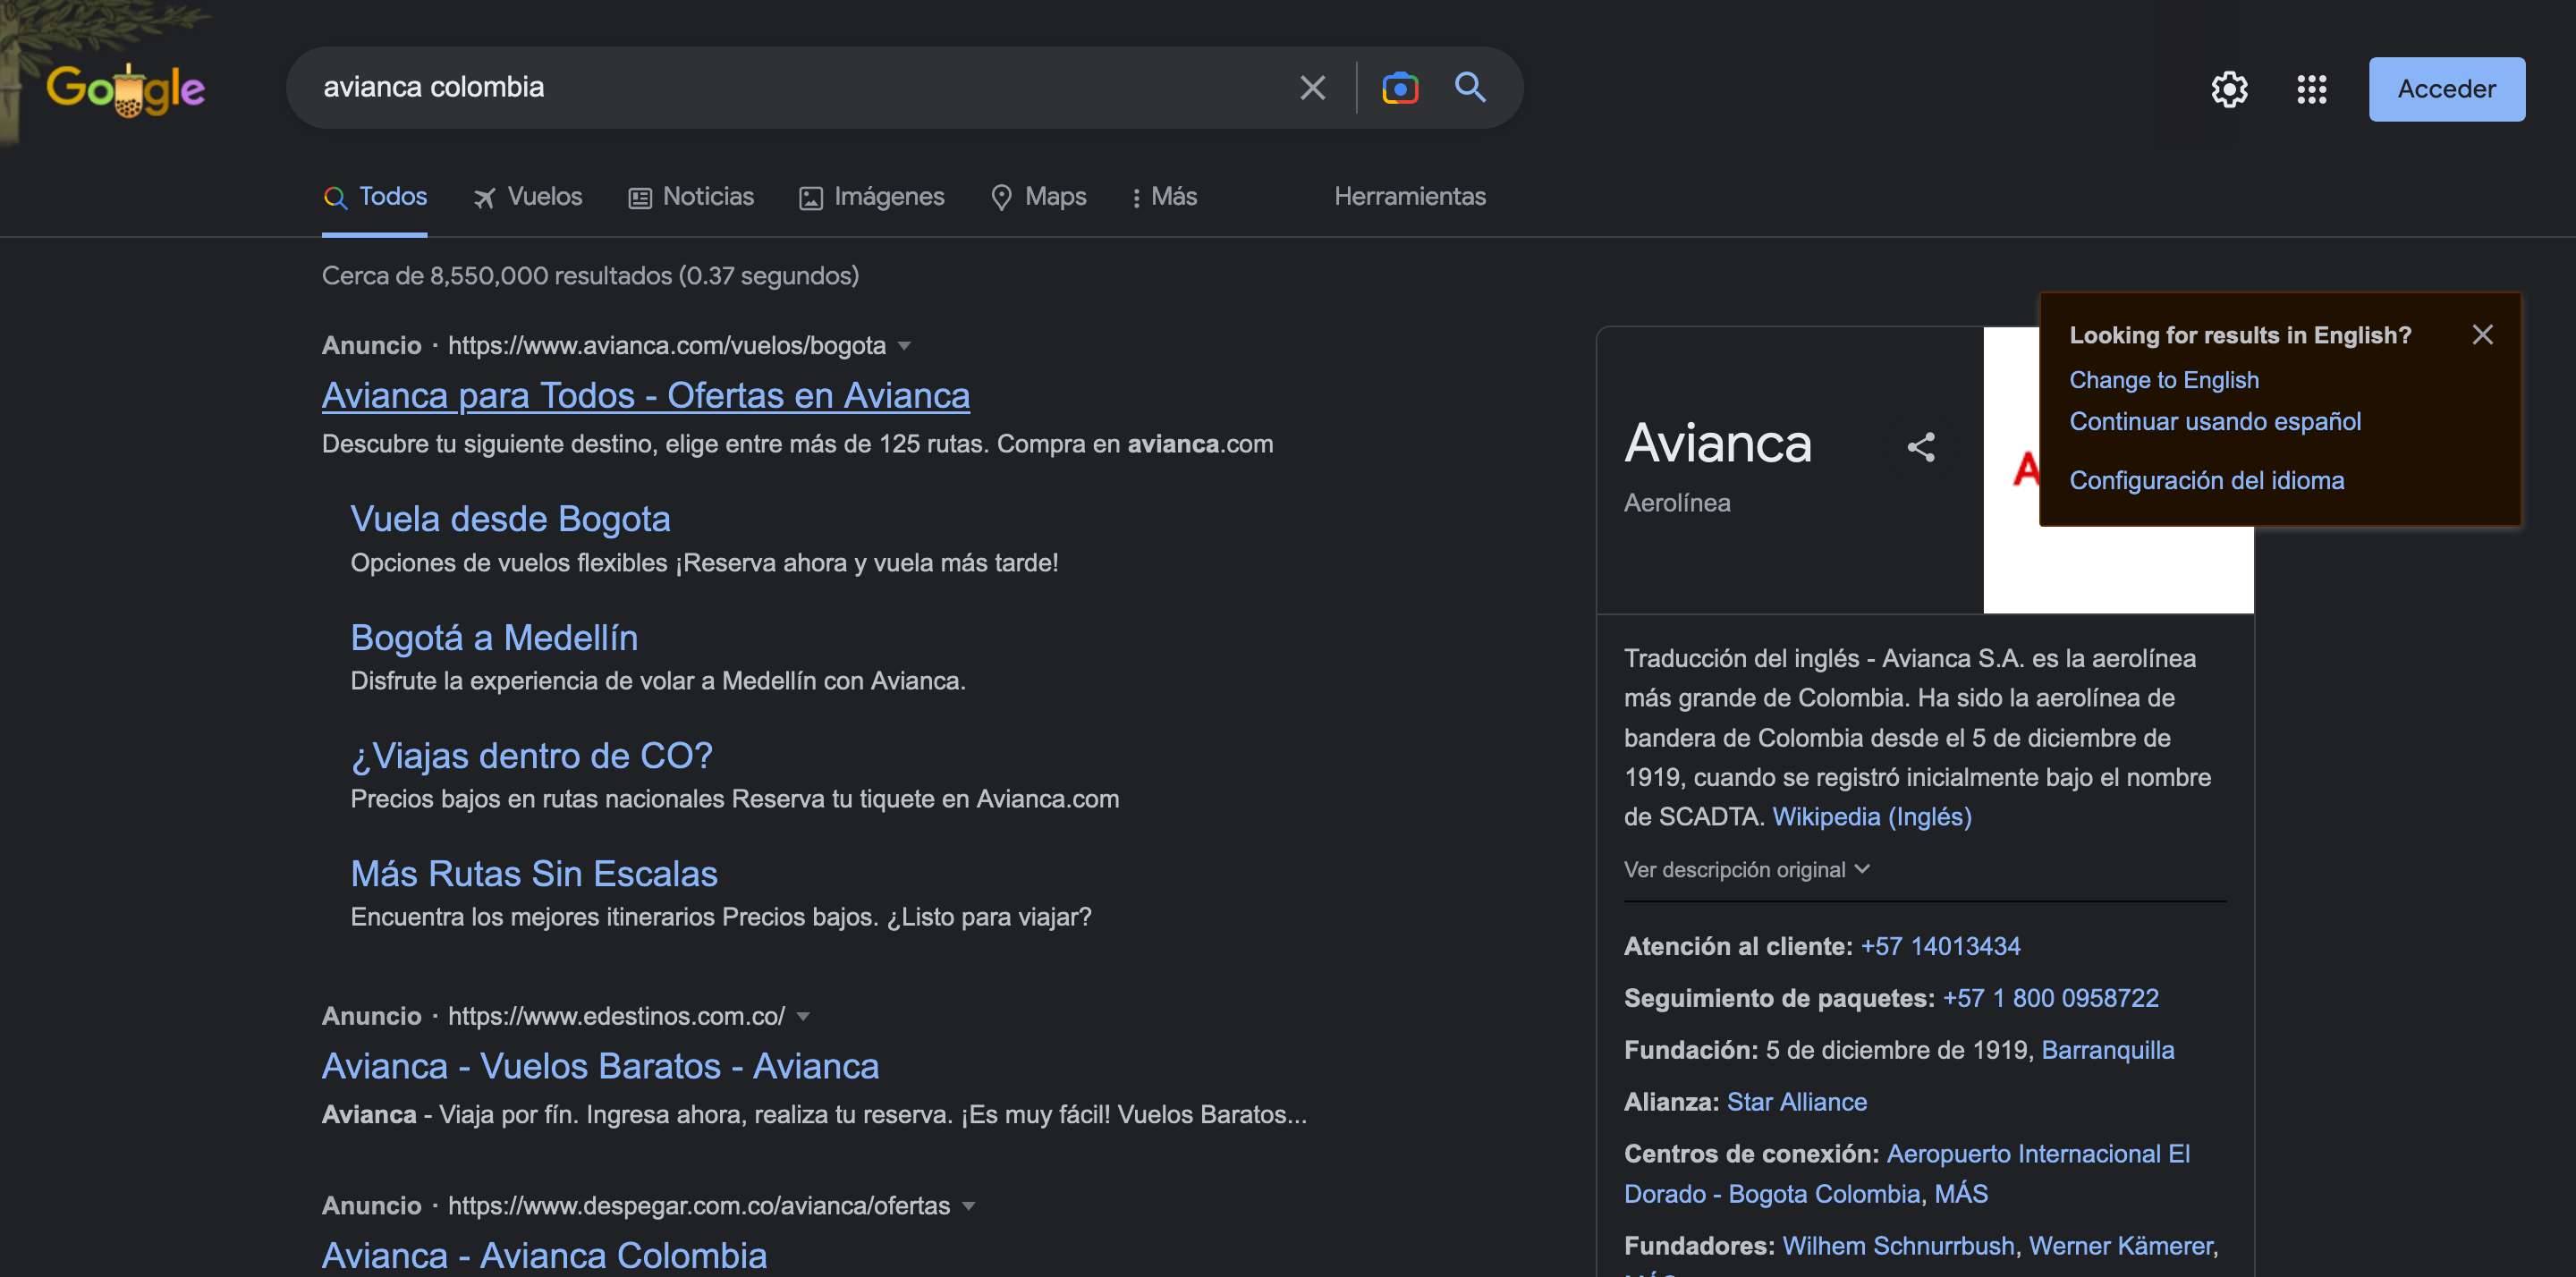 Google
avianca colombia
Acceder
Todos
Vuelos
Noticias
Imágenes
Maps
Más
Herramientas
Cerca de 8,550,000 resultados (0.37 segundos)
Anuncio · https://www.avianca.com/vuelos/bogota
Avianca para Todos - Ofertas en Avianca
Descubre tu siguiente destino, elige entre más de 125 rutas. Compra en avianca.com
Vuela desde Bogota
Opciones de vuelos flexibles ¡Reserva ahora y vuela más tarde!
Bogotá a Medellín
Disfrute la experiencia de volar a Medellín con Avianca.
¿Viajas dentro de CO?
Precios bajos en rutas nacionales Reserva tu tiquete en Avianca.com
Más Rutas Sin Escalas
Encuentra los mejores itinerarios Precios bajos. ¿Listo para viajar?
Anuncio · https://www.edestinos.com.co/
Avianca - Vuelos Baratos - Avianca
Avianca - Viaja por fín. Ingresa ahora, realiza tu reserva. ¡Es muy fácil! Vuelos Baratos...
Anuncio · https://www.despegar.com.co/avianca/ofertas
Avianca - Avianca Colombia
Looking for results in English?
Change to English
Continuar usando español
Configuración del idioma
Avianca
Aerolínea
A
Traducción del inglés - Avianca S.A. es la aerolínea
más grande de Colombia. Ha sido la aerolínea de
bandera de Colombia desde el 5 de diciembre de
1919, cuando se registró inicialmente bajo el nombre
de SCADTA. Wikipedia (Inglés)
Ver descripción original
Atención al cliente: +57 14013434
Seguimiento de paquetes: +57 1 800 0958722
Fundación: 5 de diciembre de 1919, Barranquilla
Alianza: Star Alliance
Centros de conexión: Aeropuerto Internacional El
Dorado - Bogota Colombia, MÁS
Fundadores: Wilhem Schnurrbush, Werner Kämerer,